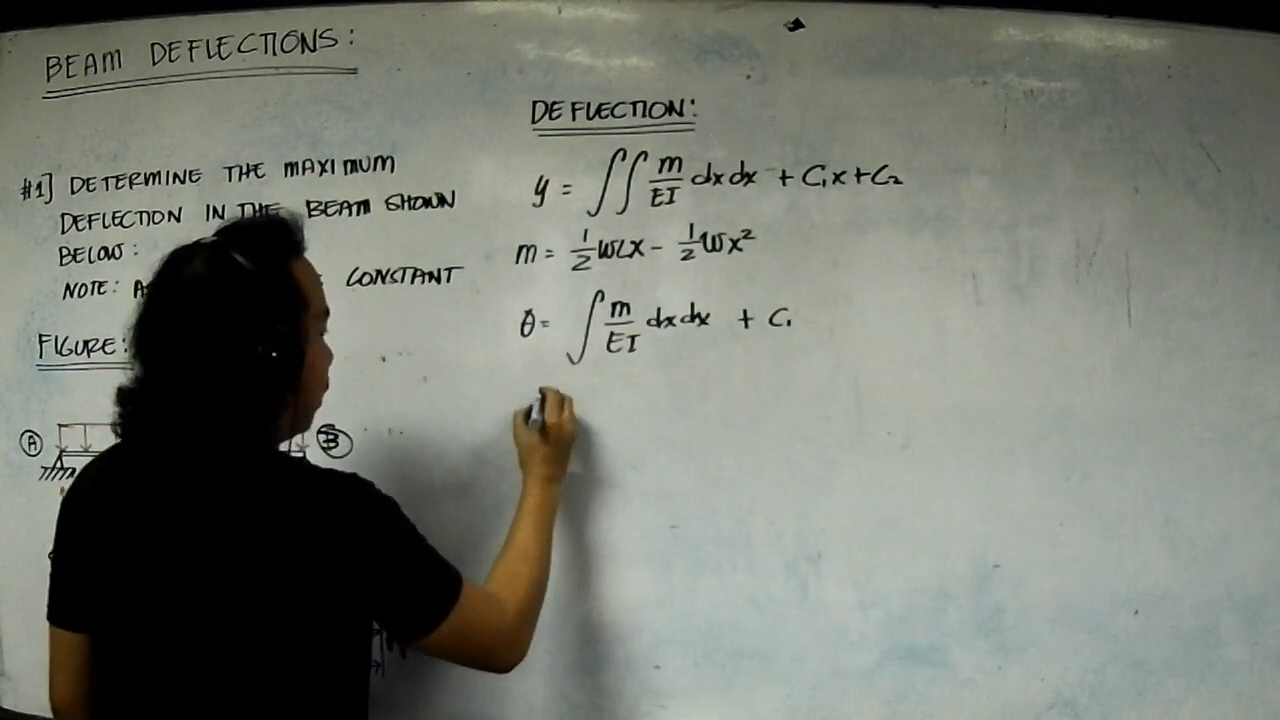 BEAM DEFLECTIONS:
#1] DETERMINE THE MAXIMUM
DEFLECTION IN THE BEAM SHOWN
BELOW:
NOTE: CONSTANT
FIGURE:
A B
DEFLECTION:
y = ∫∫ m/EI dx dx + C₁x + C₂
m = 1/2 wLx - 1/2 wx²
θ = ∫ m/EI dx dx + C₁